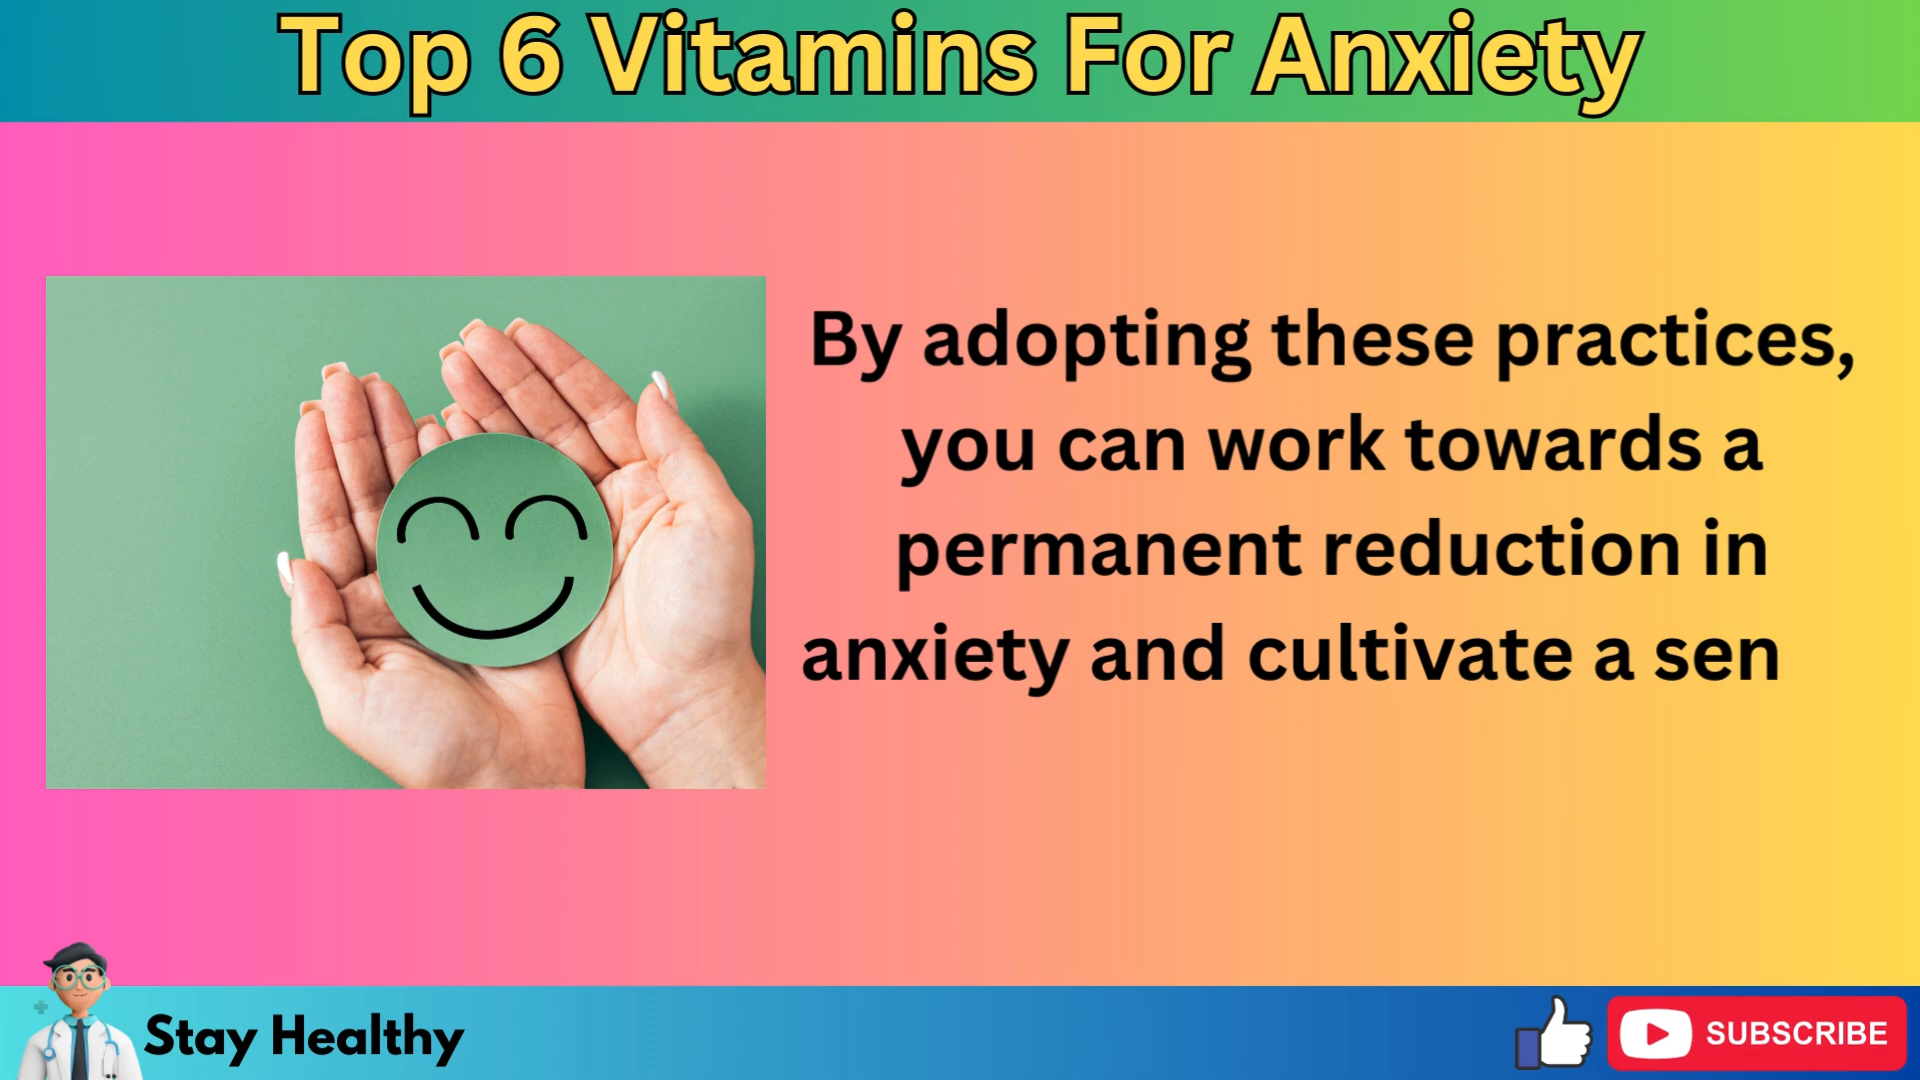 Top 6 Vitamins For Anxiety
By adopting these practices,
you can work towards a
permanent reduction in
anxiety and cultivate a sen
Stay Healthy
SUBSCRIBE